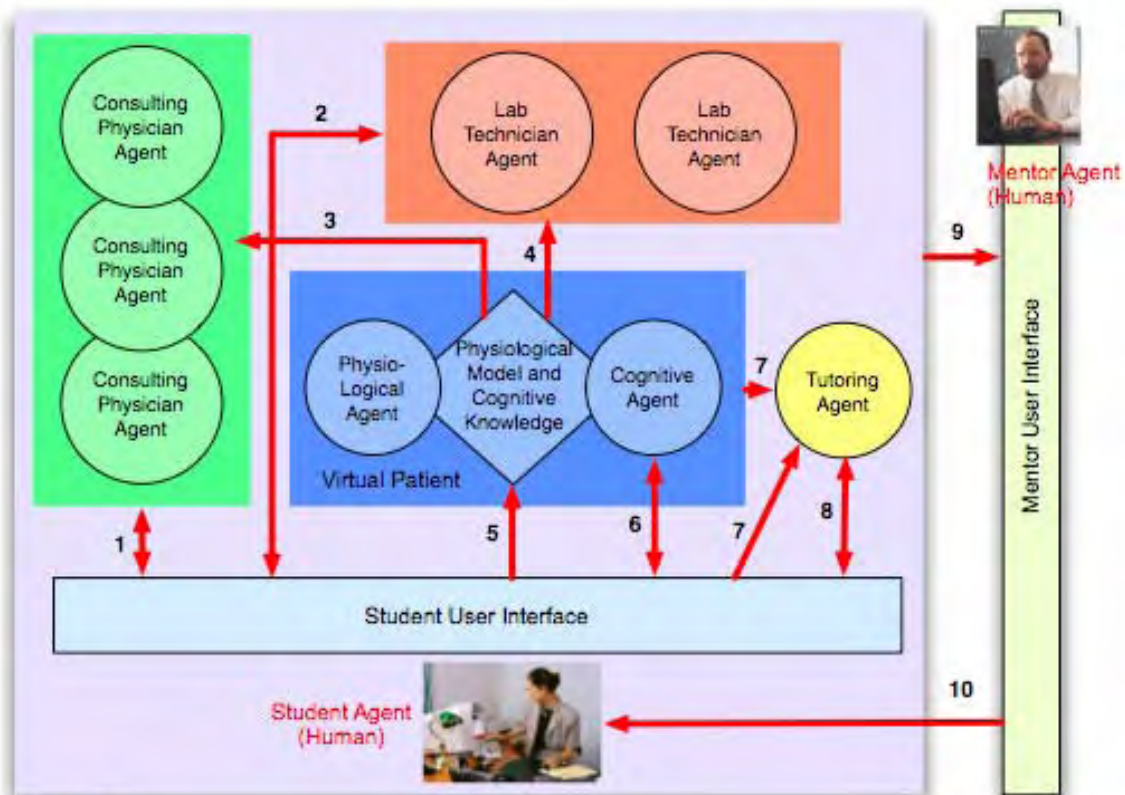 Consulting
Physician
Agent
Consulting
Physician
Agent
Consulting
Physician
Agent
2
Lab
Technician
Agent
Lab
Technician
Agent
Mentor Agent
(Human)
3
4
9
Physio-
Logical
Agent
Physiological
Model and
Cognitive
Knowledge
Cognitive
Agent
7
Tutoring
Agent
Virtual Patient
Mentor User Interface
1
5
6
7
8
Student User Interface
10
Student Agent
(Human)